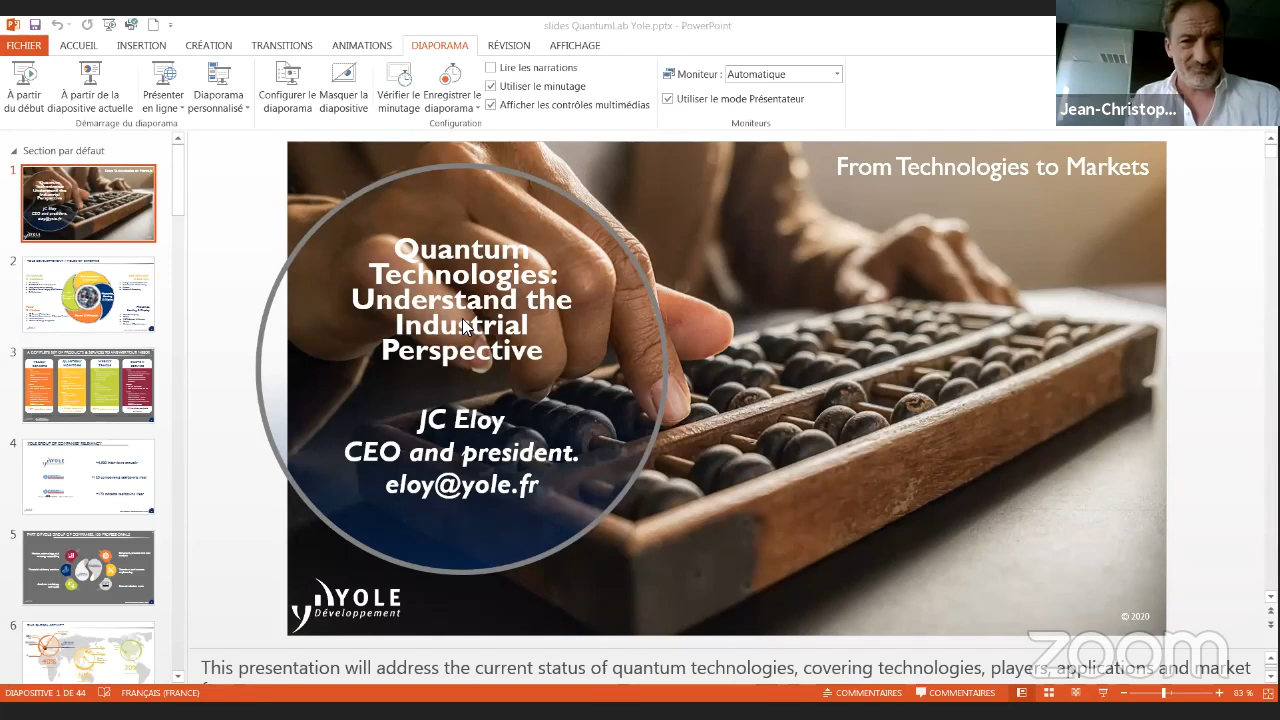 slides QuantumLab Yole.pptx - PowerPoint
FICHIER ACCUEIL INSERTION CRÉATION TRANSITIONS ANIMATIONS DIAPORAMA RÉVISION AFFICHAGE
À partir du début
À partir de la diapositive actuelle
Présenter en ligne
Diaporama personnalisé
Configurer le diaporama
Masquer la diapositive
Vérifier le minutage
Enregistrer le diaporama
Lire les narrations
Utiliser le minutage
Afficher les contrôles multimédias
Moniteur : Automatique
Utiliser le mode Présentateur
Démarrage du diaporama
Configuration
Moniteurs
Jean-Christop...
Section par défaut
1
2
3
4
5
6
From Technologies to Markets
Quantum
Technologies:
Understand the
Industrial
Perspective
JC Eloy
CEO and president.
eloy@yole.fr
YOLE
Développement
© 2020
zoom
This presentation will address the current status of quantum technologies, covering technologies, players, applications and market
DIAPOSITIVE 1 DE 44 FRANÇAIS (FRANCE) COMMENTAIRES COMMENTAIRES 83 %